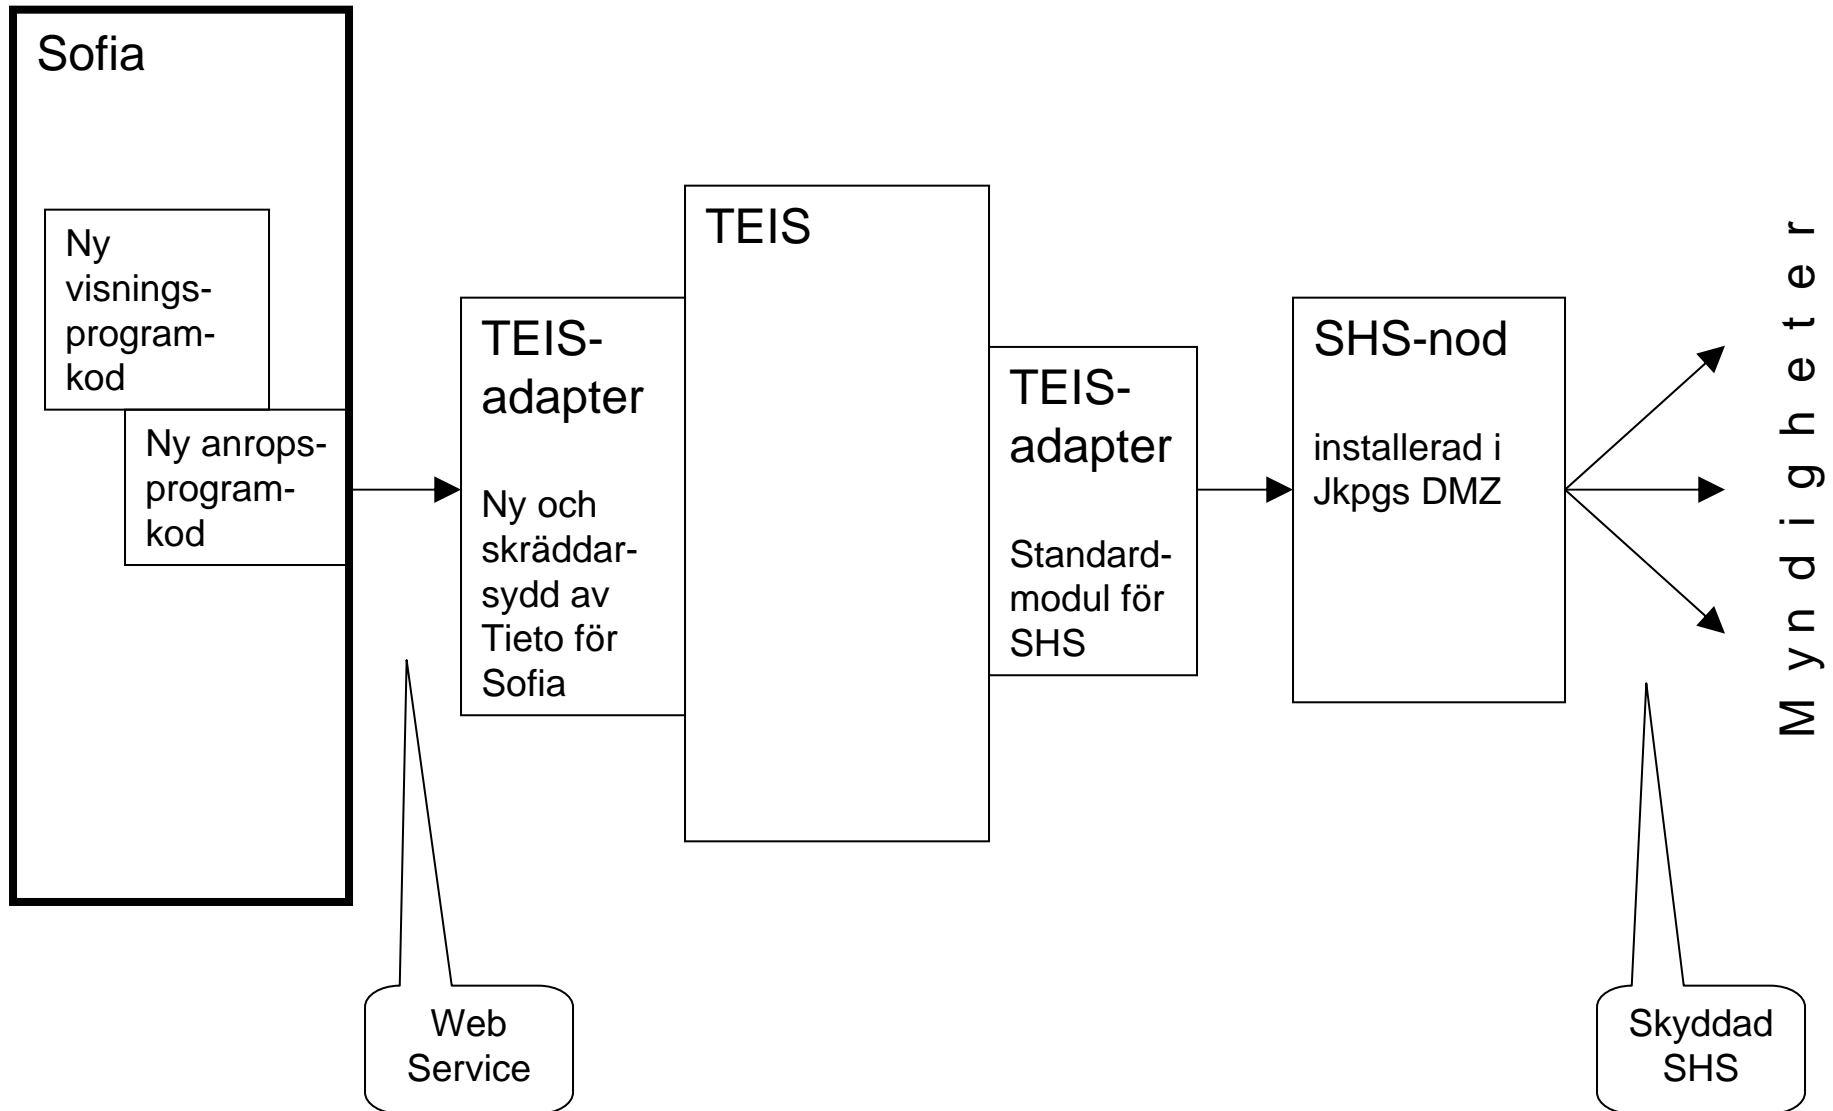 Sofia
Ny
visnings-
program-
kod
Ny anrops-
program-
kod
TEIS-
adapter
Ny och
skräddar-
sydd av
Tieto för
Sofia
TEIS
TEIS-
adapter
Standard-
modul för
SHS
SHS-nod
installerad i
Jkpgs DMZ
Myndigheter
Web
Service
Skyddad
SHS